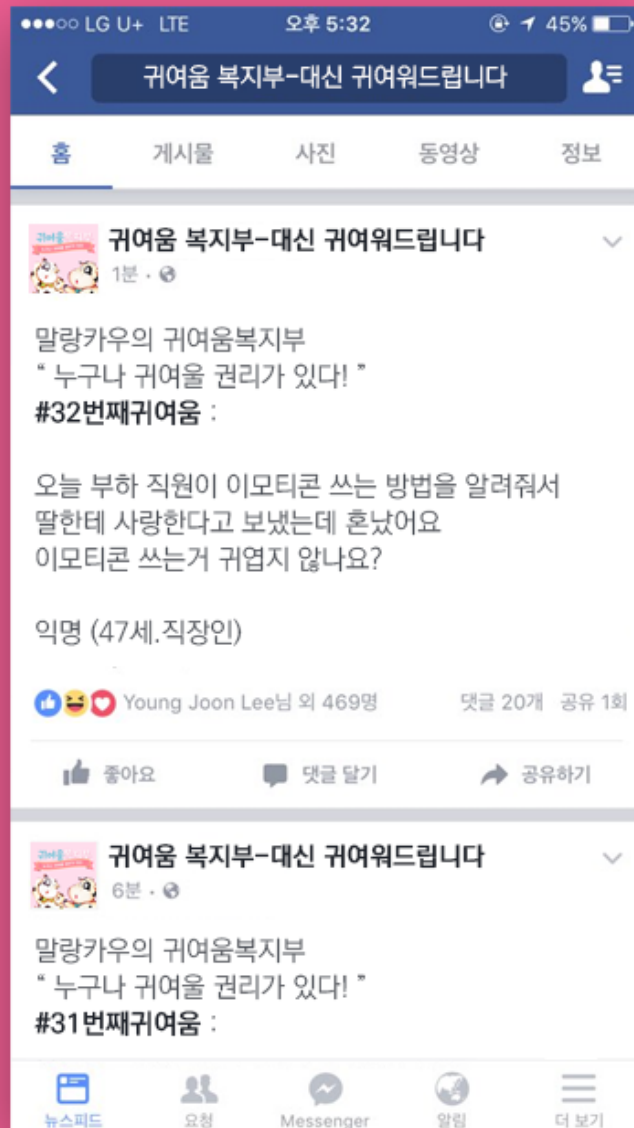 LG U+ LTE 오후 5:32 45%
귀여움 복지부-대신 귀여워드립니다
홈 게시물 사진 동영상 정보
귀여움 복지부-대신 귀여워드립니다
1분 ·
말랑카우의 귀여움복지부
“ 누구나 귀여울 권리가 있다! ”
#32번째귀여움 :
오늘 부하 직원이 이모티콘 쓰는 방법을 알려줘서
딸한테 사랑한다고 보냈는데 혼났어요
이모티콘 쓰는거 귀엽지 않나요?
익명 (47세.직장인)
Young Joon Lee님 외 469명 댓글 20개 공유 1회
좋아요 댓글 달기 공유하기
귀여움 복지부-대신 귀여워드립니다
6분 ·
말랑카우의 귀여움복지부
“ 누구나 귀여울 권리가 있다! ”
#31번째귀여움 :
뉴스피드 요청 Messenger 알림 더 보기